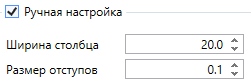 Ручная настройка
Ширина столбца 20.0
Размер отступов 0.1